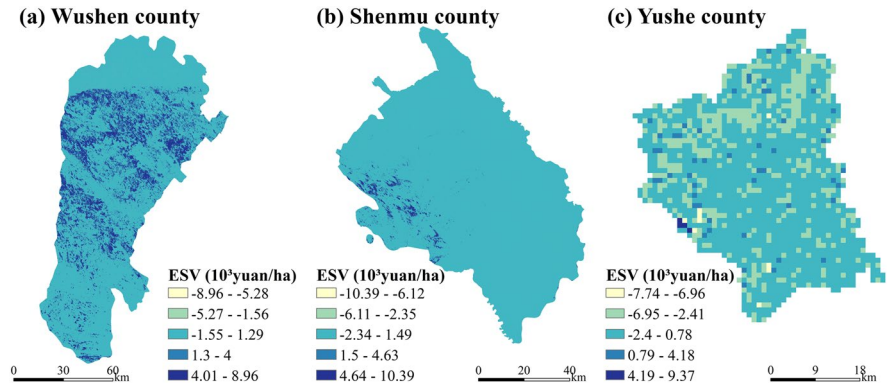 (a) Wushen county
(b) Shenmu county
(c) Yushe county
ESV (10³yuan/ha)
-8.96 - -5.28
-5.27 - -1.56
-1.55 - 1.29
1.3 - 4
4.01 - 8.96
0 30 60
km
ESV (10³yuan/ha)
-10.39 - -6.12
-6.11 - -2.35
-2.34 - 1.49
1.5 - 4.63
4.64 - 10.39
0 20 40
km
ESV (10³yuan/ha)
-7.74 - -6.96
-6.95 - -2.41
-2.4 - 0.78
0.79 - 4.18
4.19 - 9.37
0 9 18
km